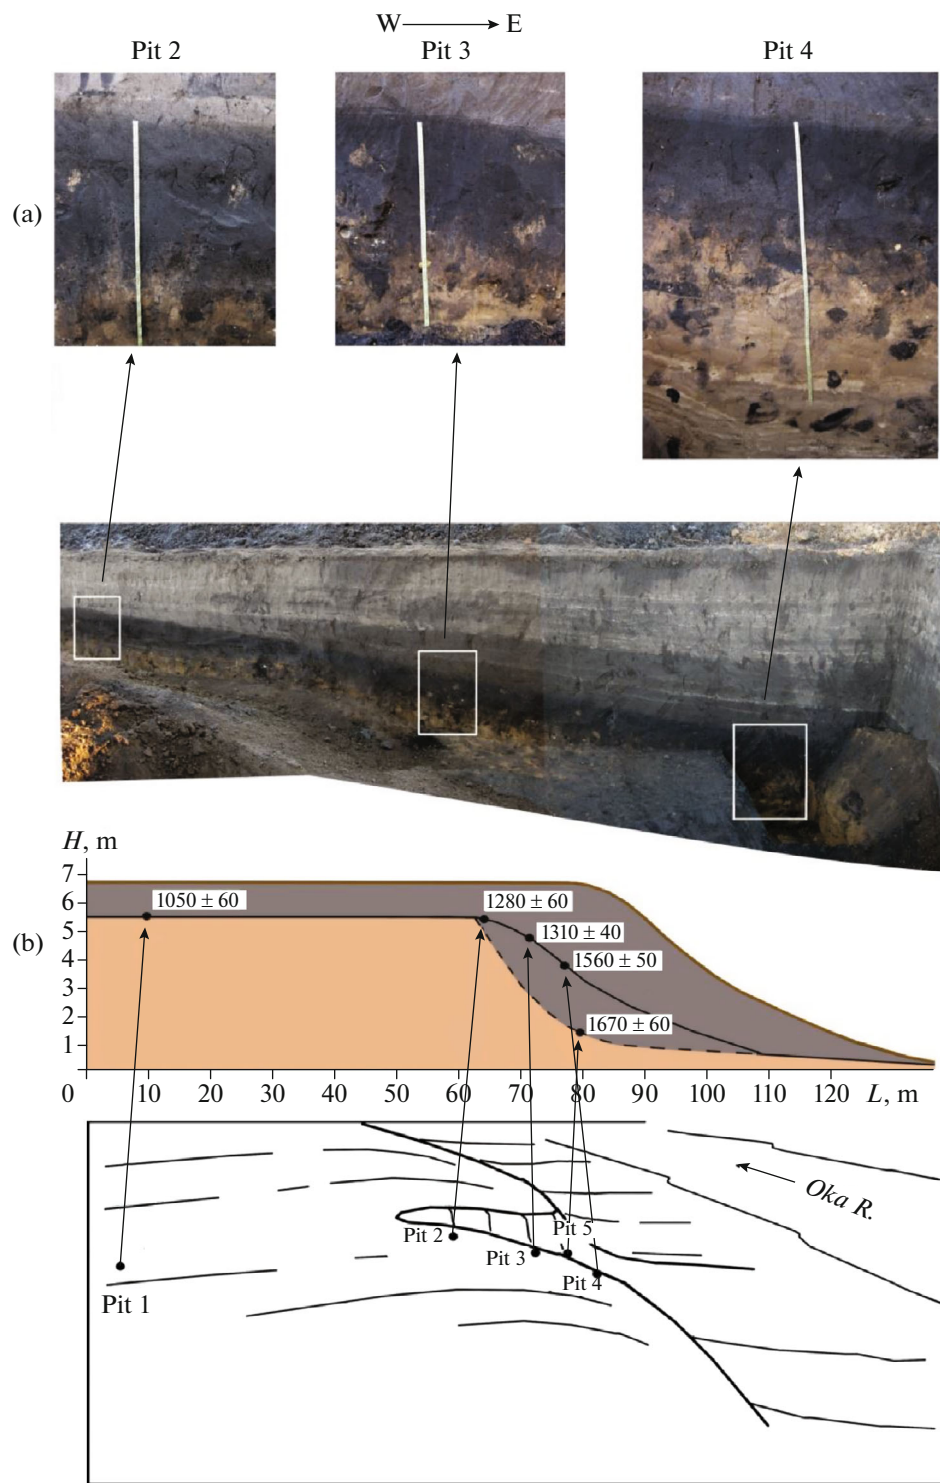 W E
Pit 2 Pit 3 Pit 4
(a)
H, m
7
6
5
4
3
2
1
(b)
1050 ± 60
1280 ± 60
1310 ± 40
1560 ± 50
1670 ± 60
0 10 20 30 40 50 60 70 80 90 100 110 120 L, m
Oka R.
Pit 2
Pit 5
Pit 3
Pit 4
Pit 1